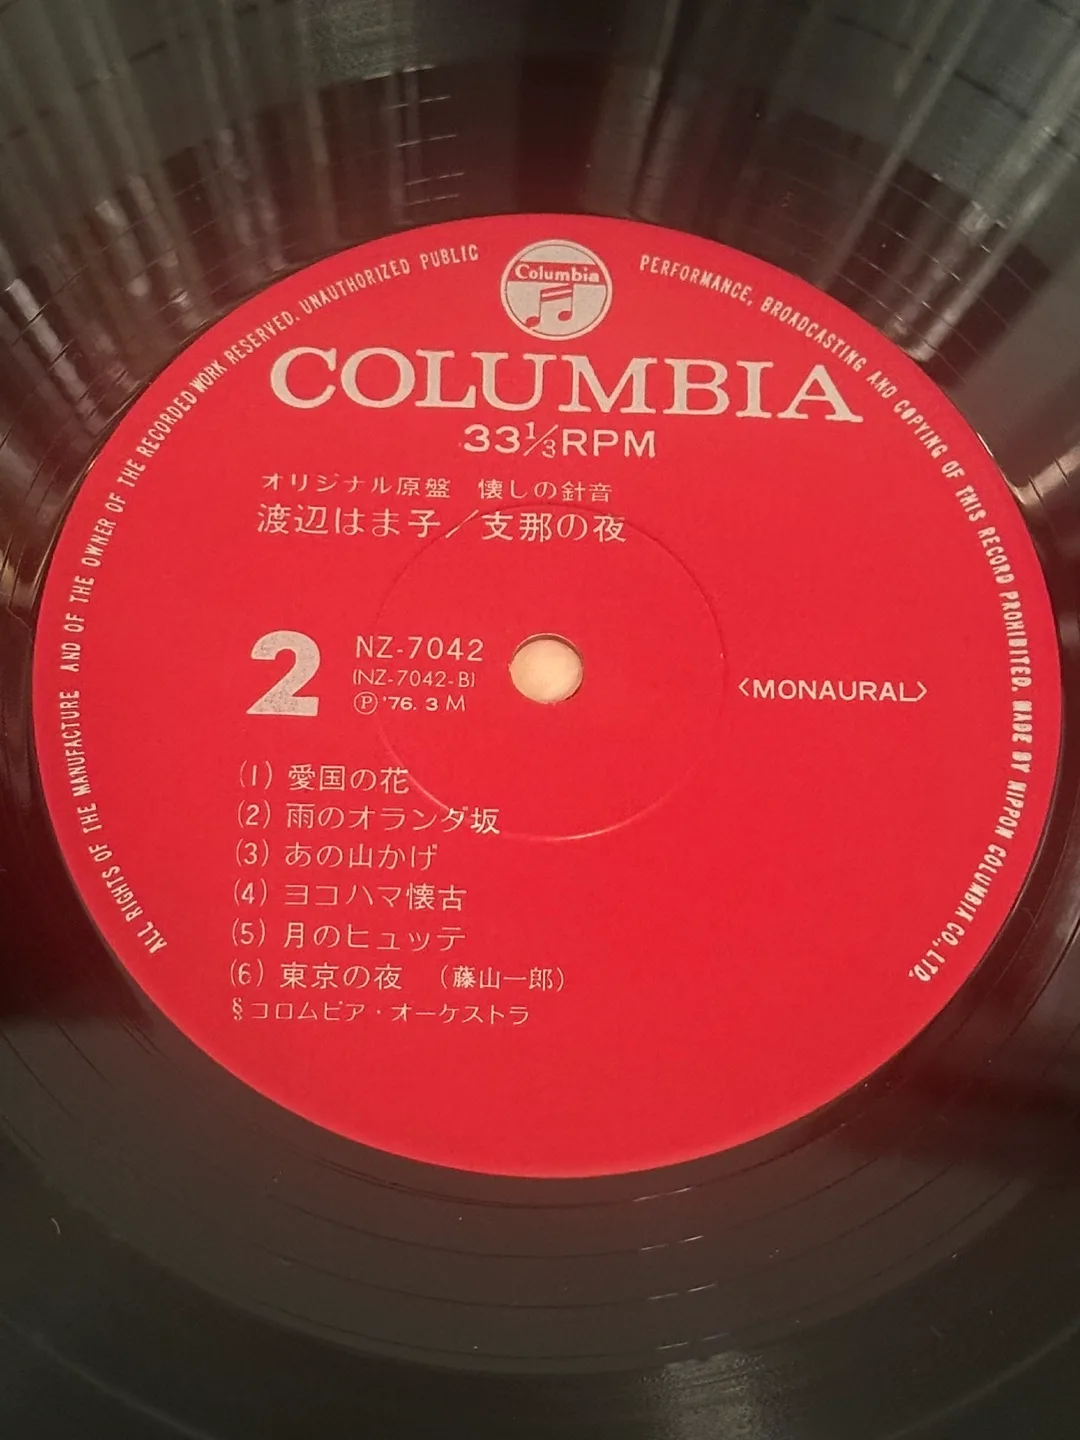 Columbia
COLUMBIA
33⅓RPM
オリジナル原盤 懐しの針音
渡辺はま子／支那の夜
2
NZ-7042
(NZ-7042-B)
Ⓟ '76. 3 M
<MONAURAL>
(1) 愛国の花
(2) 雨のオランダ坂
(3) あの山かげ
(4) ヨコハマ懐古
(5) 月のヒュッテ
(6) 東京の夜 （藤山一郎）
§コロムビア・オーケストラ
ALL RIGHTS OF THE MANUFACTURE AND OF THE OWNER OF THE RECORDED WORK RESERVED. UNAUTHORIZED PUBLIC PERFORMANCE, BROADCASTING AND COPYING OF THIS RECORD PROHIBITED. MADE BY NIPPON COLUMBIA CO., LTD.